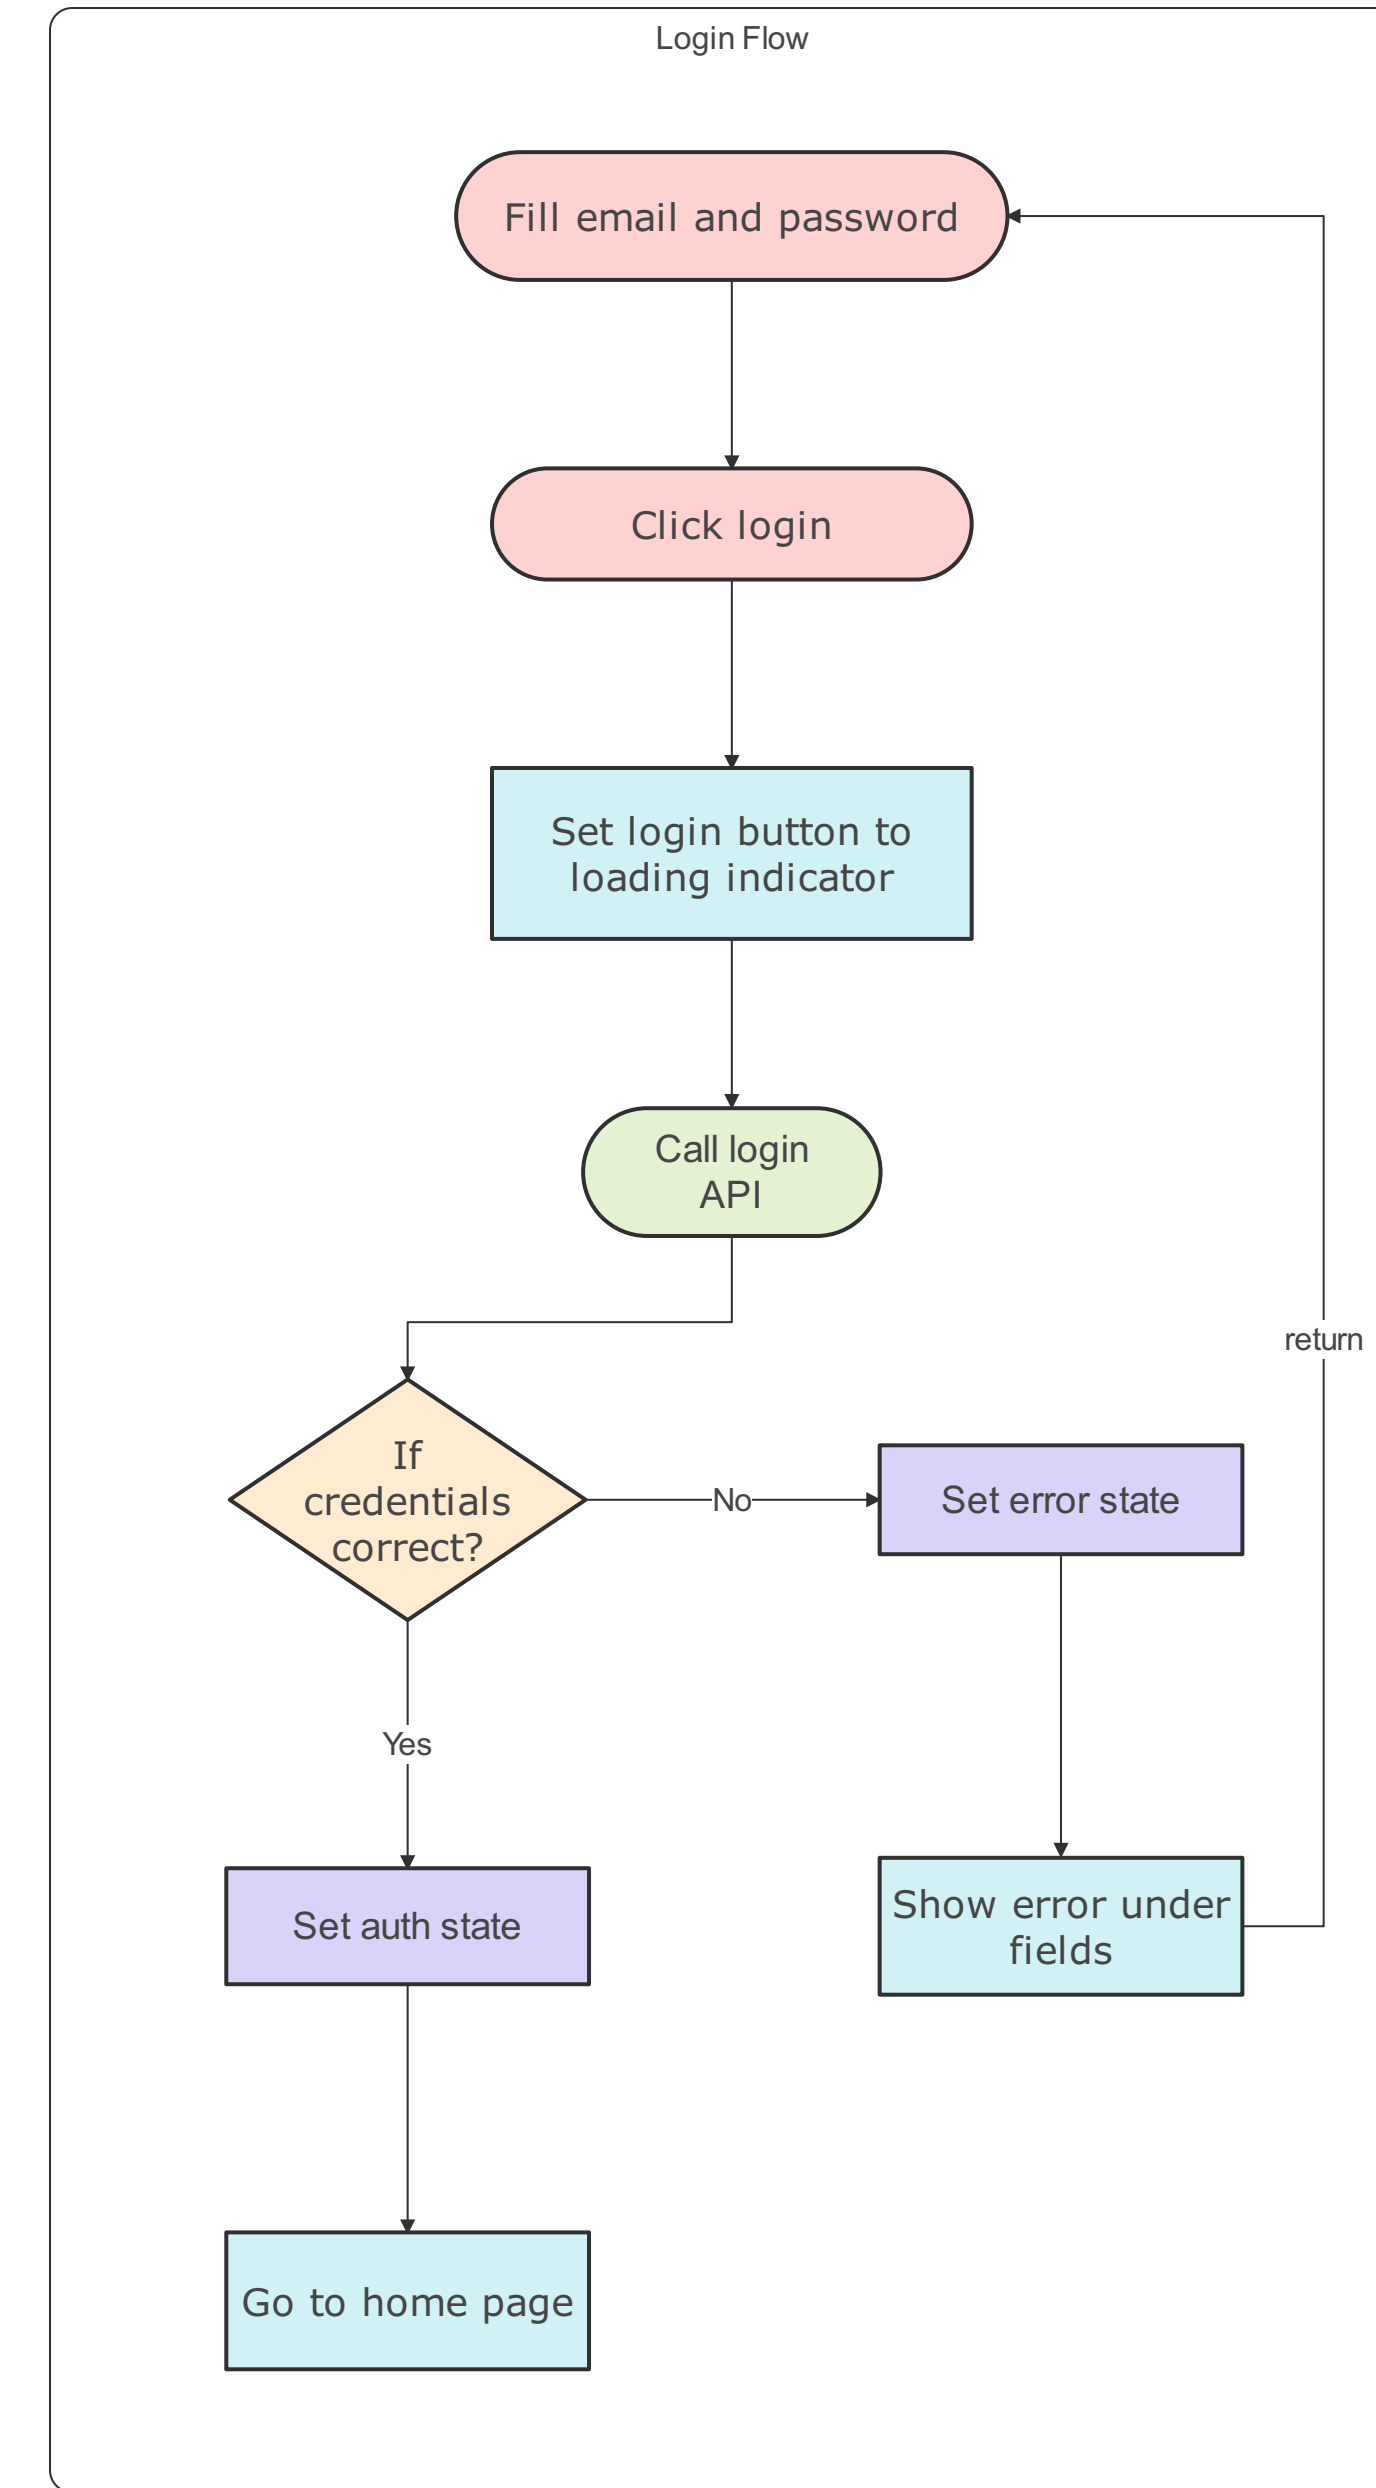 Login Flow
Fill email and password
Click login
Set login button to
loading indicator
Call login
API
return
If
credentials
correct?
No
Set error state
Yes
Set auth state
Show error under
fields
Go to home page